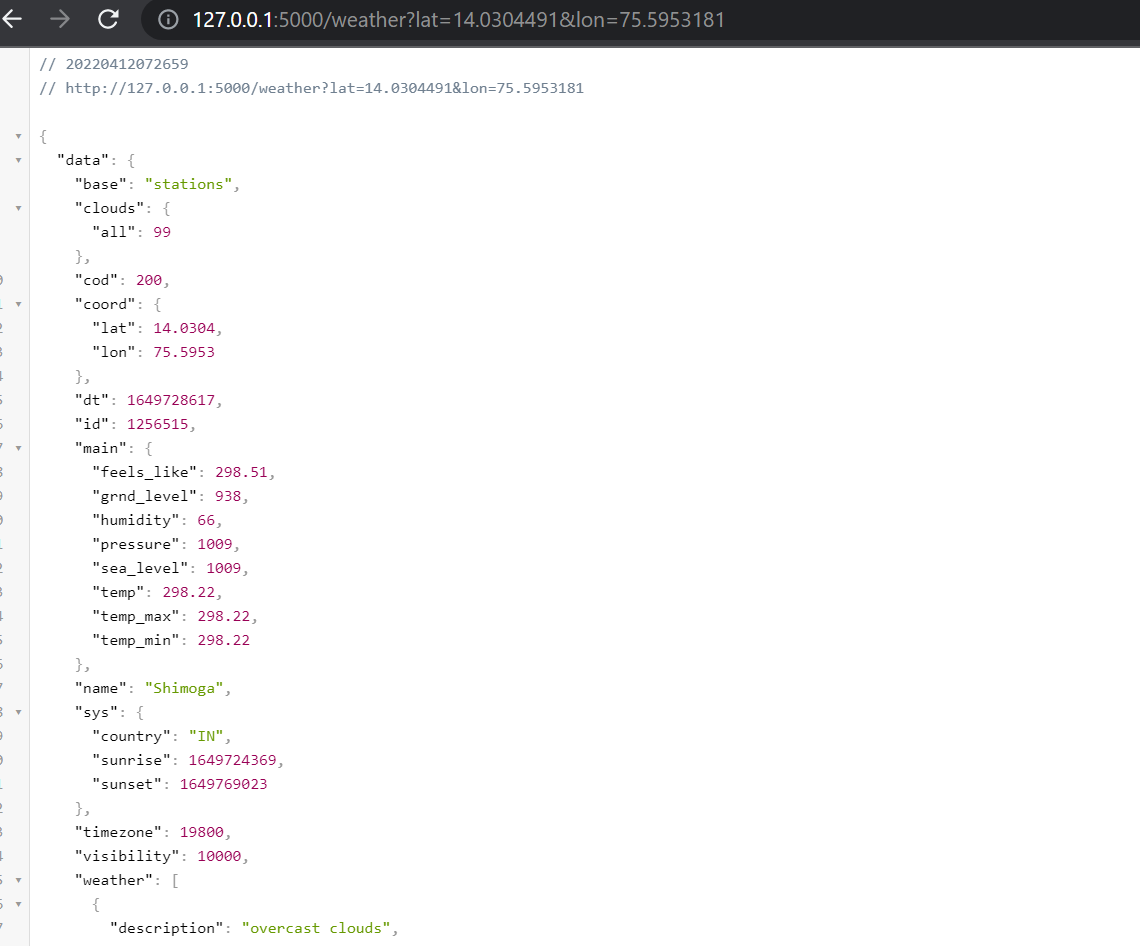 127.0.0.1:5000/weather?lat=14.0304491&lon=75.5953181
// 20220412072659
// http://127.0.0.1:5000/weather?lat=14.0304491&lon=75.5953181
{
"data": {
"base": "stations",
"clouds": {
"all": 99
},
"cod": 200,
"coord": {
"lat": 14.0304,
"lon": 75.5953
},
"dt": 1649728617,
"id": 1256515,
"main": {
"feels_like": 298.51,
"grnd_level": 938,
"humidity": 66,
"pressure": 1009,
"sea_level": 1009,
"temp": 298.22,
"temp_max": 298.22,
"temp_min": 298.22
},
"name": "Shimoga",
"sys": {
"country": "IN",
"sunrise": 1649724369,
"sunset": 1649769023
},
"timezone": 19800,
"visibility": 10000,
"weather": [
{
"description": "overcast clouds",